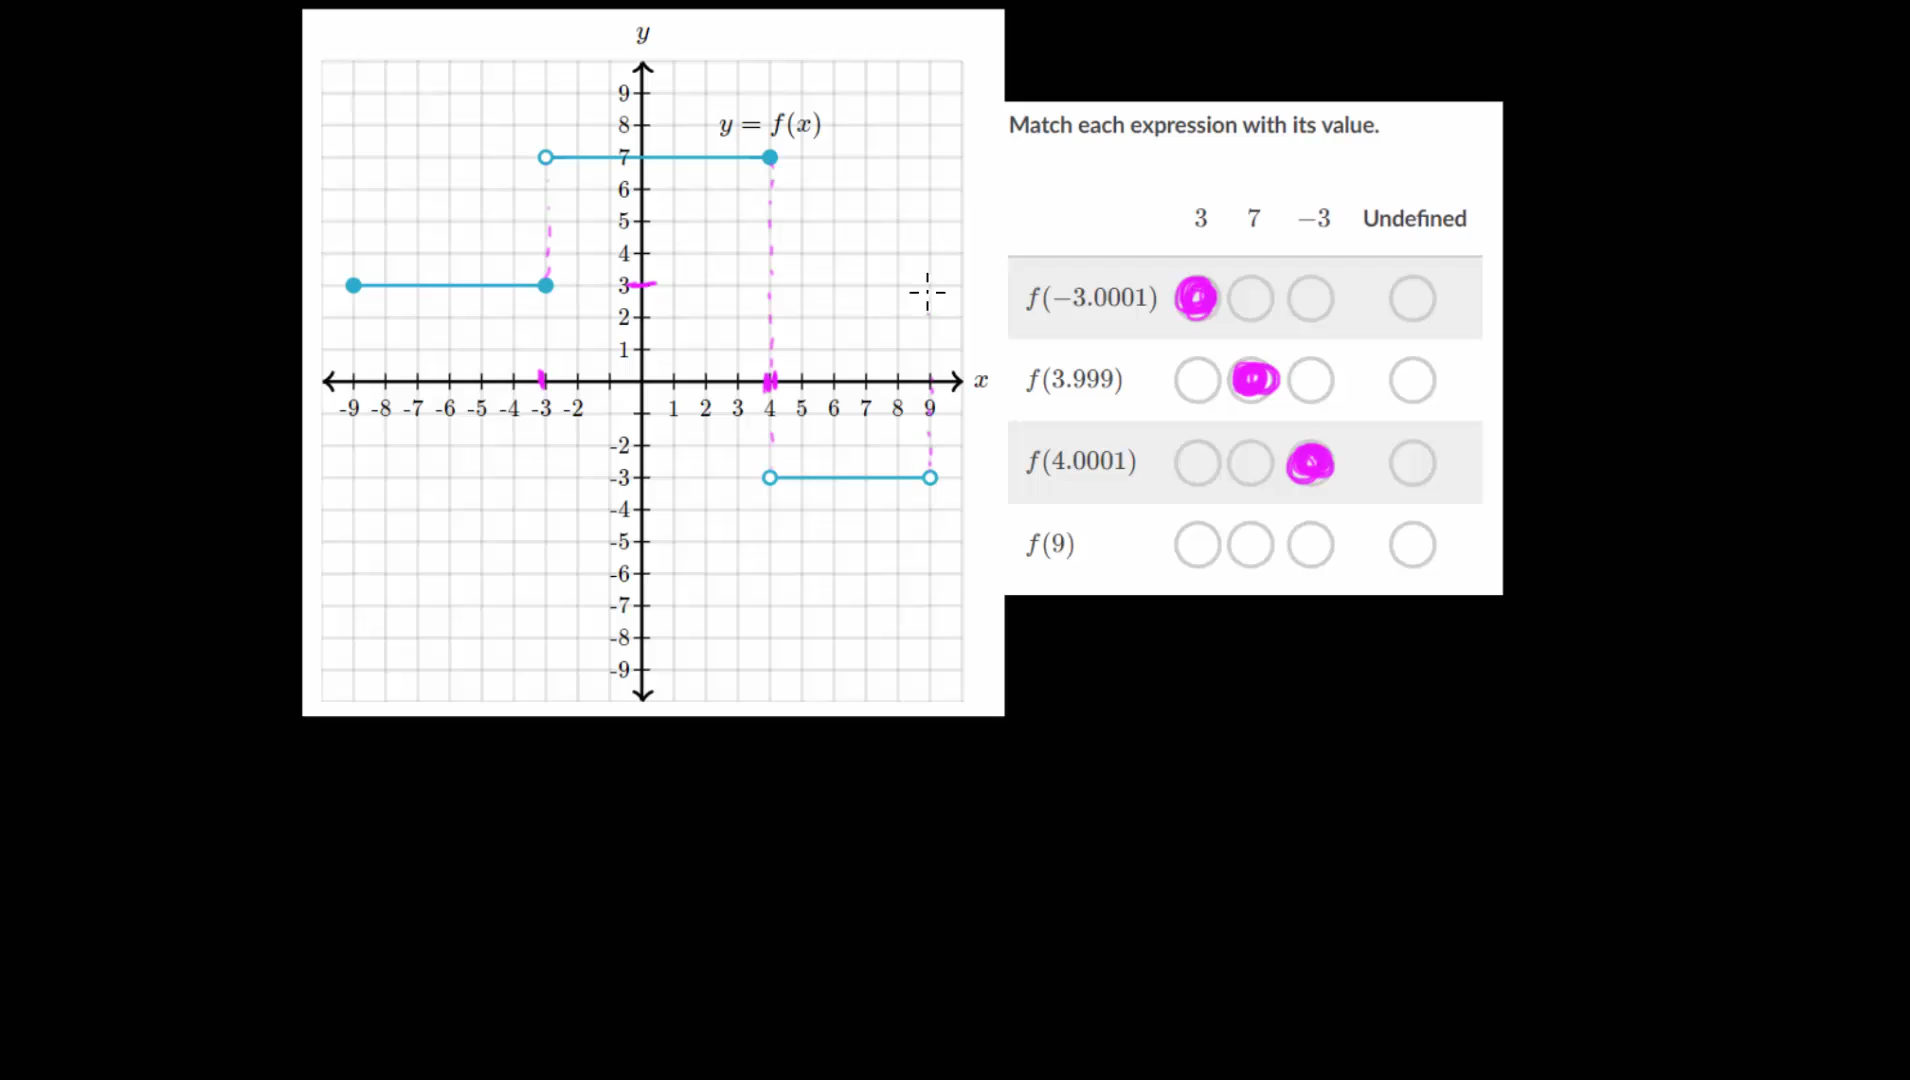 y
9
8
y = f(x)
7
6
5
4
3
2
1
x
-9 -8 -7 -6 -5 -4 -3 -2 1 2 3 4 5 6 7 8 9
-2
-3
-4
-5
-6
-7
-8
-9
Match each expression with its value.
3 7 −3 Undefined
f(−3.0001)
f(3.999)
f(4.0001)
f(9)